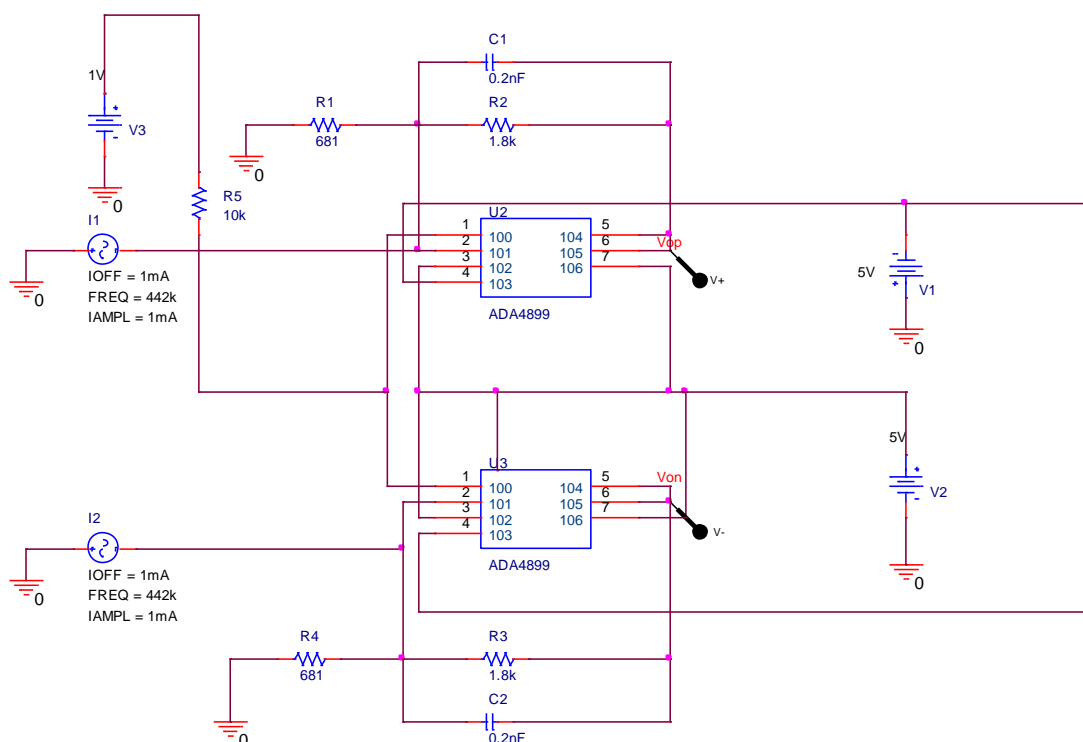 C1
0.2nF
1V
V3
0
R1
681
0
R2
1.8k
R5
10k
I1
0
IOFF = 1mA
FREQ = 442k
IAMPL = 1mA
U2
1
2
3
4
100
101
102
103
104
105
106
5
6
7
ADA4899
Vop
V+
5V
V1
0
5V
V2
0
U3
1
2
3
4
100
101
102
103
104
105
106
5
6
7
ADA4899
Von
V-
I2
0
IOFF = 1mA
FREQ = 442k
IAMPL = 1mA
R4
681
0
R3
1.8k
C2
0.2nF